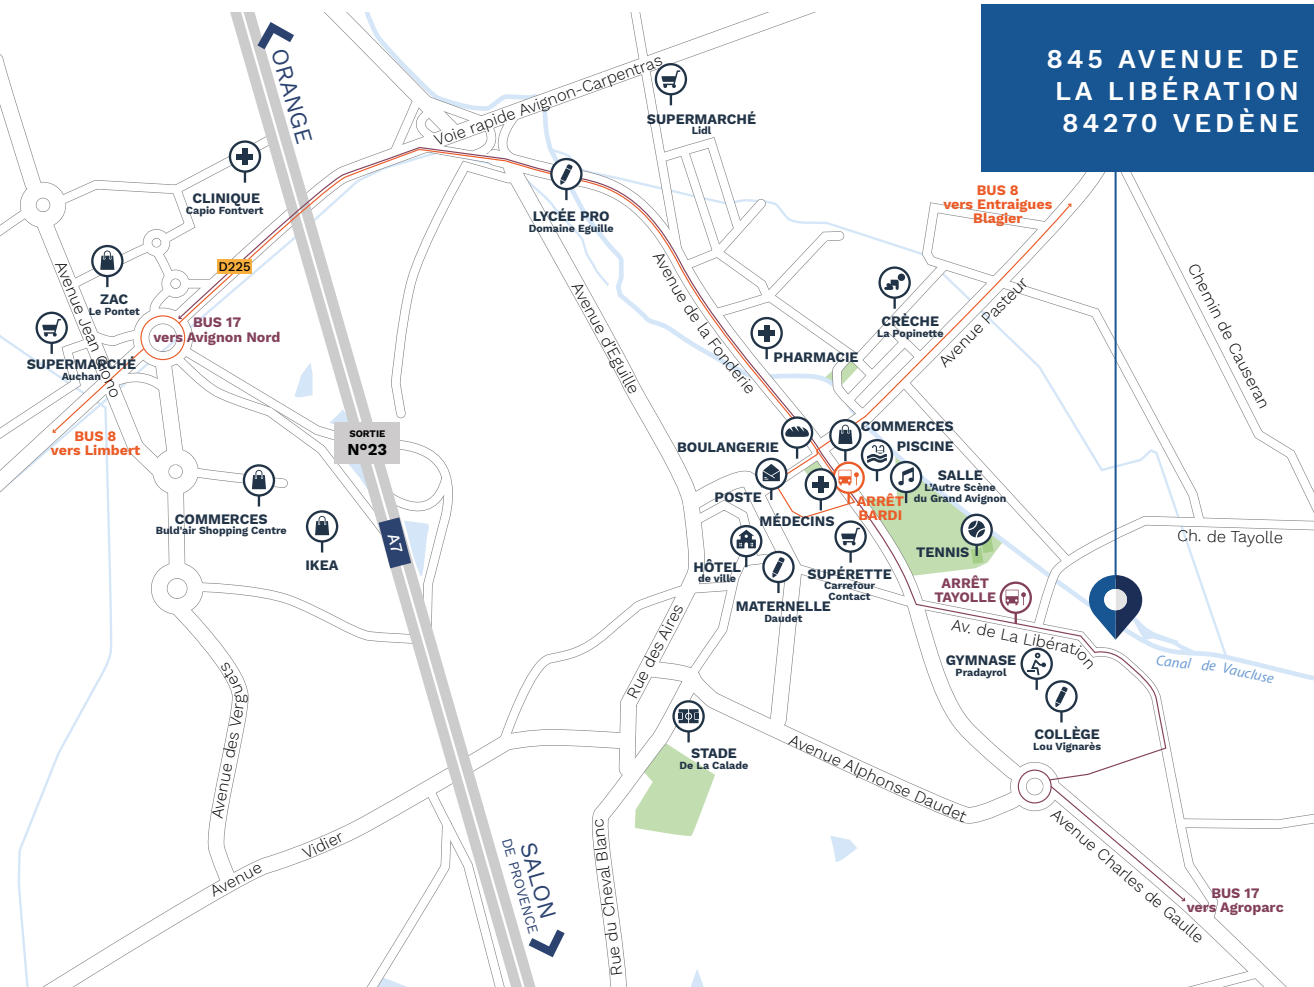 845 AVENUE DE
LA LIBÉRATION
84270 VEDÈNE
ORANGE
Voie rapide Avignon-Carpentras
SUPERMARCHÉ
Lidl
CLINIQUE
Capio Fontvert
LYCÉE PRO
Domaine Eguille
BUS 8
vers Entraigues
Blagier
D225
ZAC
Le Pontet
Avenue Jean Giono
BUS 17
vers Avignon Nord
SUPERMARCHÉ
Auchan
BUS 8
vers Limbert
Avenue d'Eguille
Avenue de la Fonderie
CRÈCHE
La Popinette
PHARMACIE
Avenue Pasteur
Chemin de Causeran
SORTIE
N°23
BOULANGERIE
COMMERCES
PISCINE
SALLE
L'Autre Scène
du Grand Avignon
POSTE
MÉDECINS
ARRÊT
BARDI
COMMERCES
Buld'air Shopping Centre
IKEA
A7
TENNIS
Ch. de Tayolle
HÔTEL
de ville
SUPÉRETTE
Carrefour
Contact
MATERNELLE
Daudet
ARRÊT
TAYOLLE
Av. de La Libération
Canal de Vaucluse
GYMNASE
Pradayrol
COLLÈGE
Lou Vignarès
Rue des Aires
Avenue des Verguets
STADE
De La Calade
Avenue Alphonse Daudet
Avenue Vidier
SALON
DE PROVENCE
Rue du Cheval Blanc
Avenue Charles de Gaulle
BUS 17
vers Agroparc